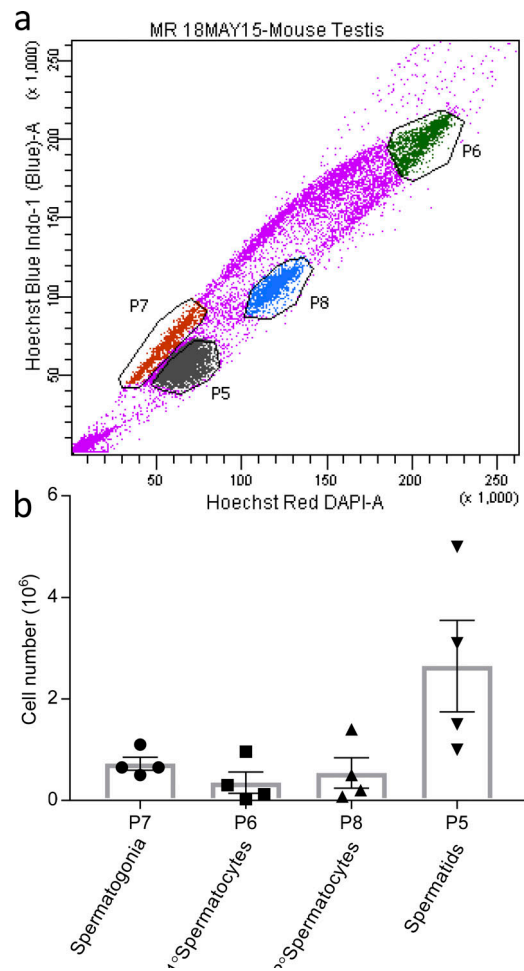 a
MR 18MAY15-Mouse Testis
Hoechst Blue Indo-1 (Blue)-A
(x 1,000)
250
200
150
100
50
P6
P7
P8
P5
50 100 150 200 250
Hoechst Red DAPI-A
(x 1,000)
b
Cell number (10⁶)
6
4
2
0
P7 P6 P8 P5
Spermatogonia
1°Spermatocytes
2°Spermatocytes
Spermatids